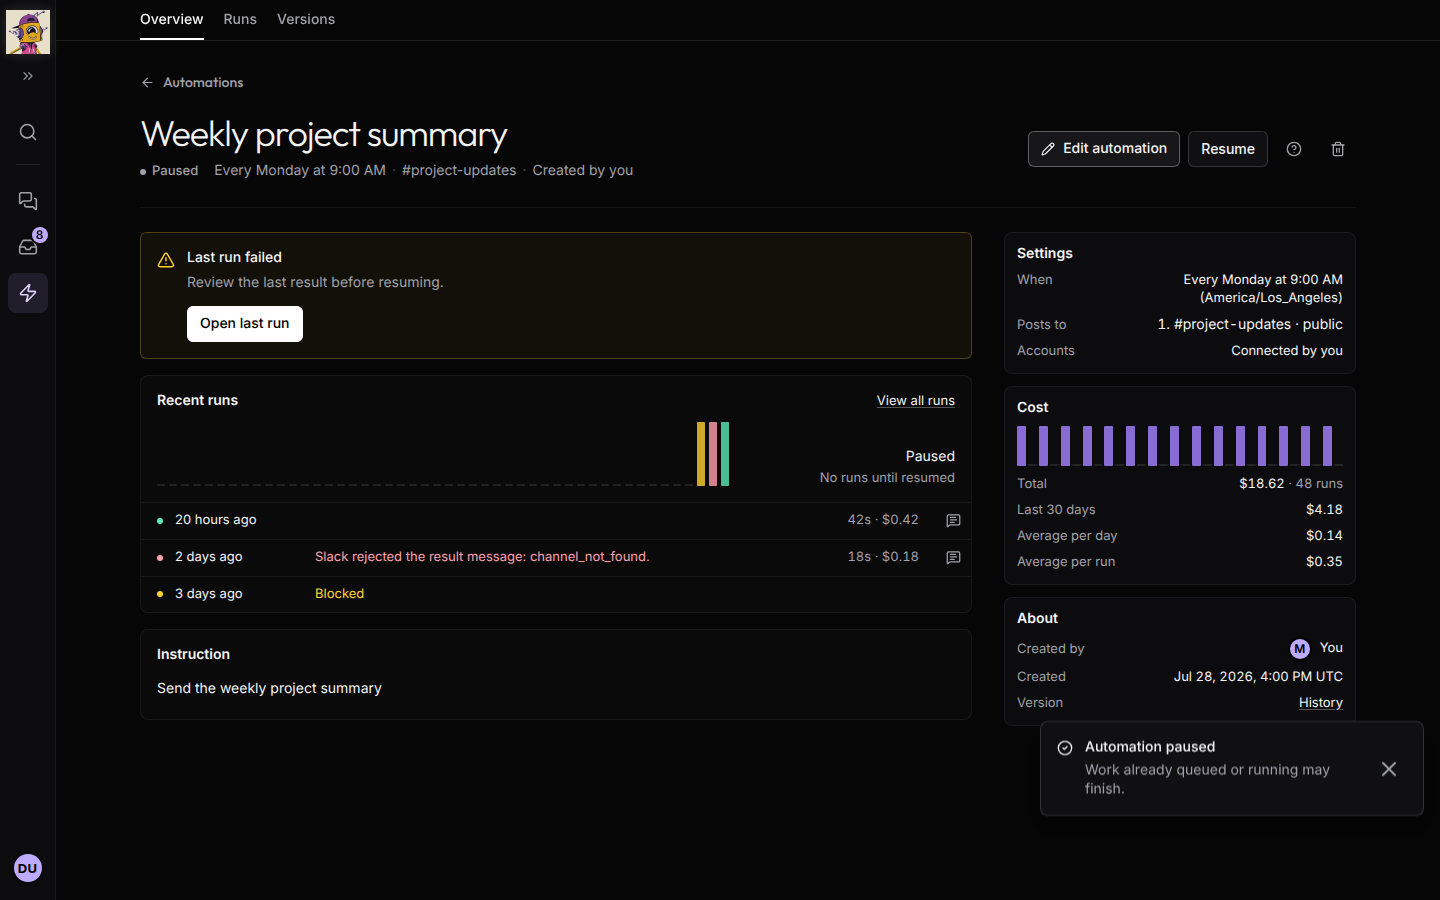 Overview
Runs
Versions
Automations
Weekly project summary
Paused
Every Monday at 9:00 AM · #project-updates · Created by you
Edit automation
Resume
8
Last run failed
Review the last result before resuming.
Open last run
Recent runs
View all runs
Paused
No runs until resumed
20 hours ago
42s · $0.42
2 days ago
Slack rejected the result message: channel_not_found.
18s · $0.18
3 days ago
Blocked
Instruction
Send the weekly project summary
Settings
When
Every Monday at 9:00 AM
(America/Los_Angeles)
Posts to
1. #project-updates · public
Accounts
Connected by you
Cost
Total
$18.62 · 48 runs
Last 30 days
$4.18
Average per day
$0.14
Average per run
$0.35
About
Created by
M
You
Created
Jul 28, 2026, 4:00 PM UTC
Version
History
Automation paused
Work already queued or running may
finish.
DU